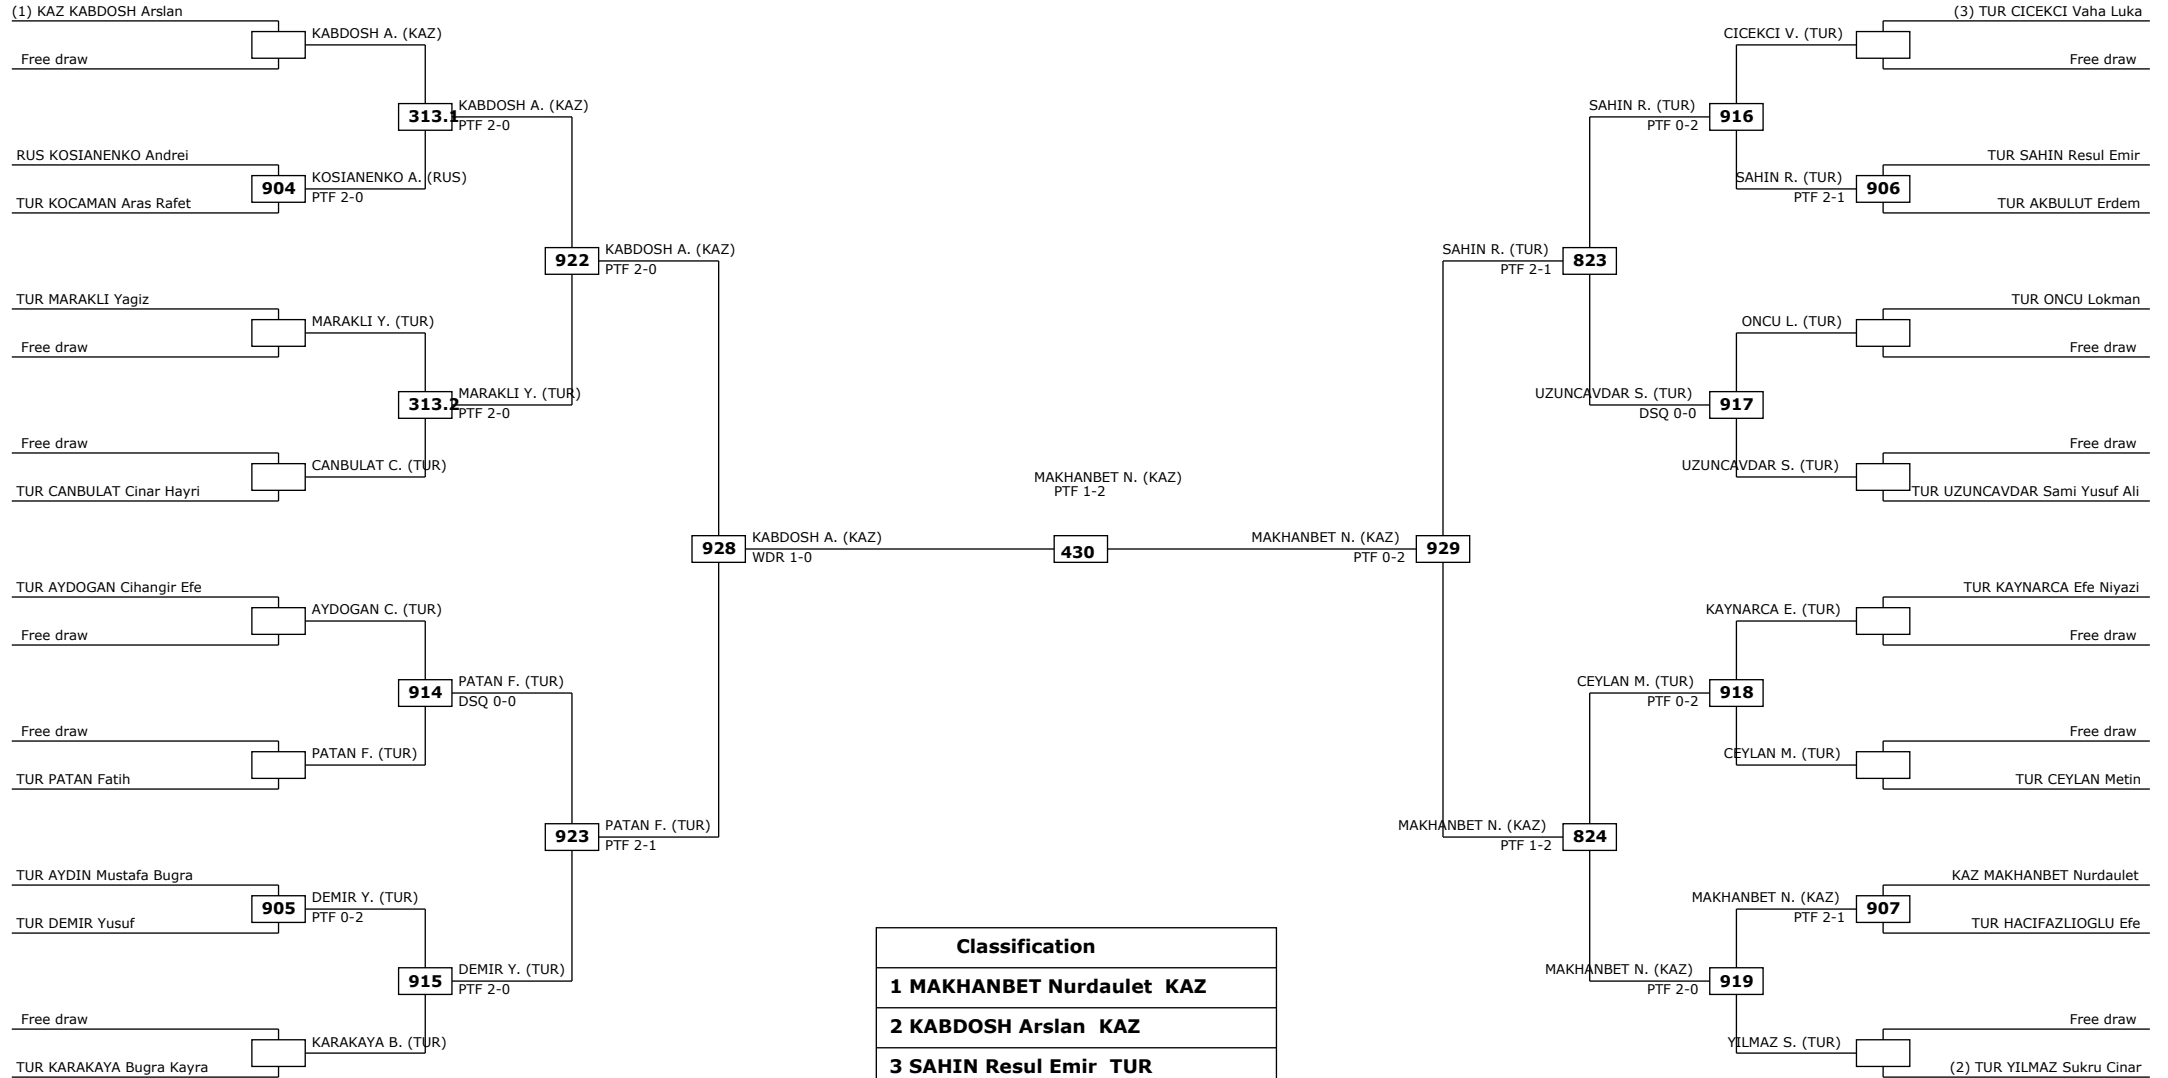 (1) KAZ KABDOSH Arslan
KABDOSH A. (KAZ)
Free draw
313.1
KABDOSH A. (KAZ)
PTF 2-0
RUS KOSIANENKO Andrei
904
KOSIANENKO A. (RUS)
PTF 2-0
TUR KOCAMAN Aras Rafet
922
KABDOSH A. (KAZ)
PTF 2-0
TUR MARAKLI Yagiz
MARAKLI Y. (TUR)
Free draw
313.2
MARAKLI Y. (TUR)
PTF 2-0
Free draw
CANBULAT C. (TUR)
TUR CANBULAT Cinar Hayri
928
KABDOSH A. (KAZ)
WDR 1-0
TUR AYDOGAN Cihangir Efe
AYDOGAN C. (TUR)
Free draw
914
PATAN F. (TUR)
DSQ 0-0
Free draw
PATAN F. (TUR)
TUR PATAN Fatih
923
PATAN F. (TUR)
PTF 2-1
TUR AYDIN Mustafa Bugra
905
DEMIR Y. (TUR)
PTF 0-2
TUR DEMIR Yusuf
915
DEMIR Y. (TUR)
PTF 2-0
Free draw
KARAKAYA B. (TUR)
TUR KARAKAYA Bugra Kayra
MAKHANBET N. (KAZ)
PTF 1-2
430
(3) TUR CICEKCI Vaha Luka
CICEKCI V. (TUR)
Free draw
SAHIN R. (TUR)
PTF 0-2
916
TUR SAHIN Resul Emir
SAHIN R. (TUR)
PTF 2-1
906
TUR AKBULUT Erdem
SAHIN R. (TUR)
PTF 2-1
823
TUR ONCU Lokman
ONCU L. (TUR)
Free draw
UZUNCAVDAR S. (TUR)
DSQ 0-0
917
Free draw
UZUNCAVDAR S. (TUR)
TUR UZUNCAVDAR Sami Yusuf Ali
MAKHANBET N. (KAZ)
PTF 0-2
929
TUR KAYNARCA Efe Niyazi
KAYNARCA E. (TUR)
Free draw
CEYLAN M. (TUR)
PTF 0-2
918
Free draw
CEYLAN M. (TUR)
TUR CEYLAN Metin
MAKHANBET N. (KAZ)
PTF 1-2
824
KAZ MAKHANBET Nurdaulet
MAKHANBET N. (KAZ)
PTF 2-1
907
TUR HACIFAZLIOGLU Efe
MAKHANBET N. (KAZ)
PTF 2-0
919
Free draw
YILMAZ S. (TUR)
(2) TUR YILMAZ Sukru Cinar
Classification
1 MAKHANBET Nurdaulet KAZ
2 KABDOSH Arslan KAZ
3 SAHIN Resul Emir TUR